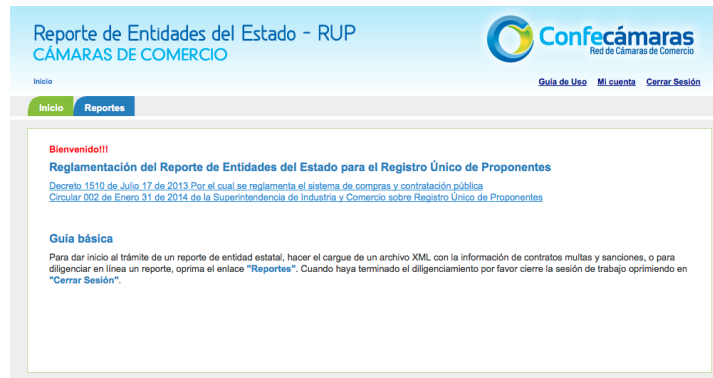 Reporte de Entidades del Estado - RUP
CÁMARAS DE COMERCIO
Confecámaras
Red de Cámaras de Comercio
Inicio
Guía de Uso Mi cuenta Cerrar Sesión
Inicio Reportes
Bienvenido!!!
Reglamentación del Reporte de Entidades del Estado para el Registro Único de Proponentes
Decreto 1510 de Julio 17 de 2013 Por el cual se reglamenta el sistema de compras y contratación pública
Circular 002 de Enero 31 de 2014 de la Superintendencia de Industria y Comercio sobre Registro Único de Proponentes
Guía básica
Para dar inicio al trámite de un reporte de entidad estatal, hacer el cargue de un archivo XML con la información de contratos multas y sanciones, o para
diligenciar en línea un reporte, oprima el enlace "Reportes". Cuando haya terminado el diligenciamiento por favor cierre la sesión de trabajo oprimiendo en
"Cerrar Sesión".